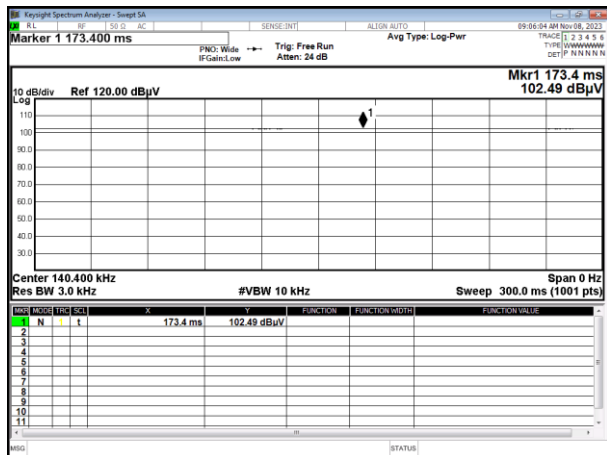 Keysight Spectrum Analyzer - Swept SA
RL RF 50 Ω AC SENSE:INT ALIGN AUTO 09:06:04 AM Nov 08, 2023
Marker 1 173.400 ms
PNO: Wide
IFGain:Low
Trig: Free Run
Atten: 24 dB
Avg Type: Log-Pwr
TRACE 1 2 3 4 5 6
TYPE WWWWWW
DET P N N N N N
Mkr1 173.4 ms
102.49 dBµV
10 dB/div Ref 120.00 dBµV
Log
1
110
100
90.0
80.0
70.0
60.0
50.0
40.0
30.0
Center 140.400 kHz Span 0 Hz
Res BW 3.0 kHz #VBW 10 kHz Sweep 300.0 ms (1001 pts)
MKR MODE TRC SCL X Y FUNCTION FUNCTION WIDTH FUNCTION VALUE
1 N 1 t 173.4 ms 102.49 dBµV
2
3
4
5
6
7
8
9
10
11
MSG STATUS